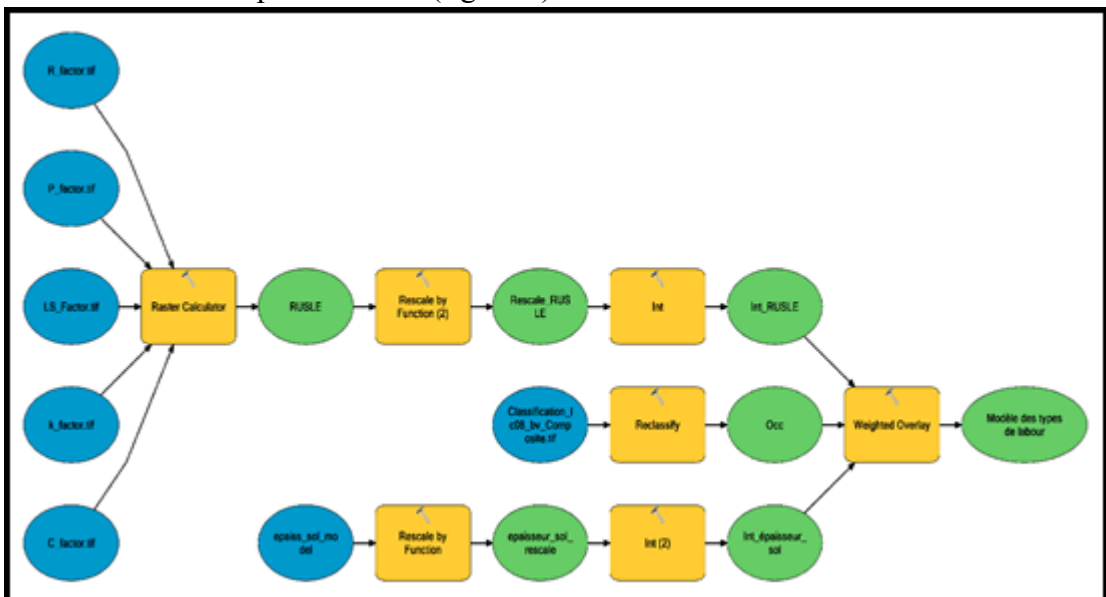 R_factor.tif
P_factor.tif
LS_Factor.tif
Raster Calculator
RUSLE
Rescale by
Function (2)
Rescale_RUS
LE
Int
Int_RUSLE
k_factor.tif
Classification_l
c08_bv_Comp
osite.tif
Reclassify
Occ
Weighted Overlay
Modèle des types
de labour
C_factor.tif
epaiss_sol_mo
del
Rescale by
Function
epaisseur_sol_
rescale
Int (2)
Int_épaisseur_
sol